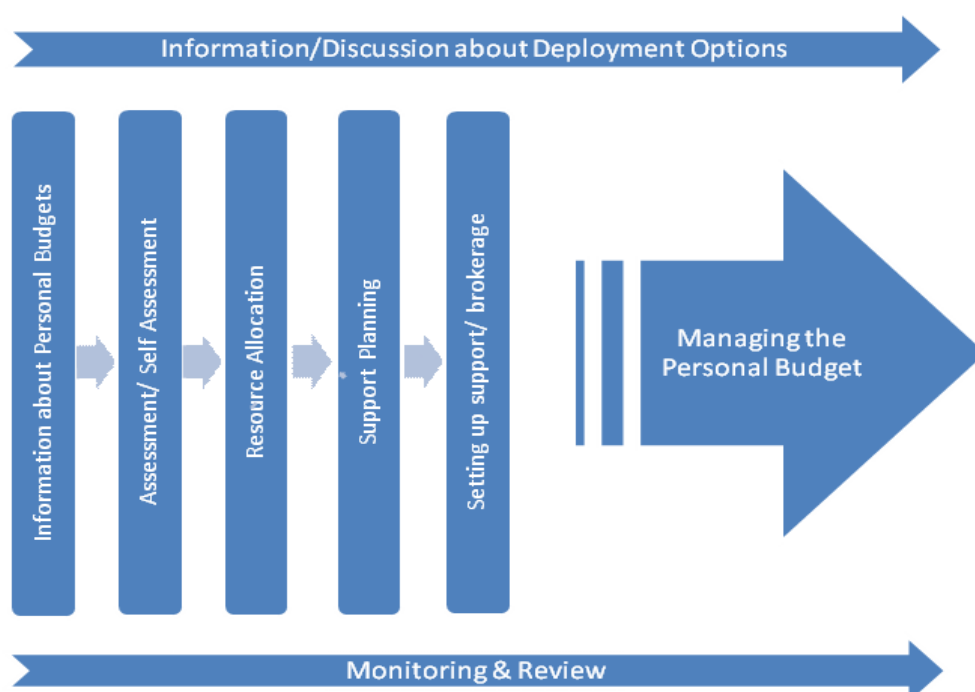 Information/Discussion about Deployment Options
Information about Personal Budgets
Assessment/ Self Assessment
Resource Allocation
Support Planning
Setting up support/ brokerage
Managing the
Personal Budget
Monitoring & Review